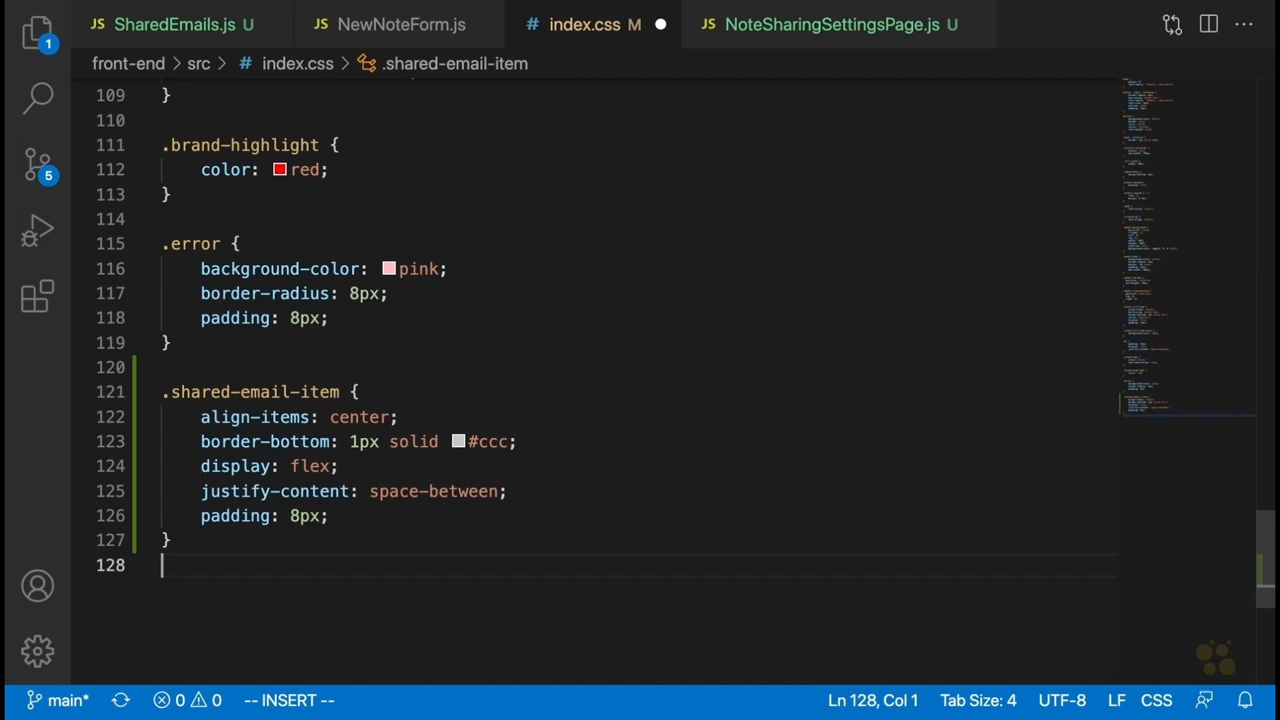 JS SharedEmails.js U
JS NewNoteForm.js
# index.css M
JS NoteSharingSettingsPage.js U
front-end > src > # index.css > .shared-email-item
109 }
110
111 .brand-highlight {
112 color: red;
113 }
114
115 .error {
116 background-color: pink;
117 border-radius: 8px;
118 padding: 8px;
119 }
120
121 .shared-email-item {
122 align-items: center;
123 border-bottom: 1px solid #ccc;
124 display: flex;
125 justify-content: space-between;
126 padding: 8px;
127 }
128
1
5
main* 0 0 -- INSERT -- Ln 128, Col 1 Tab Size: 4 UTF-8 LF CSS